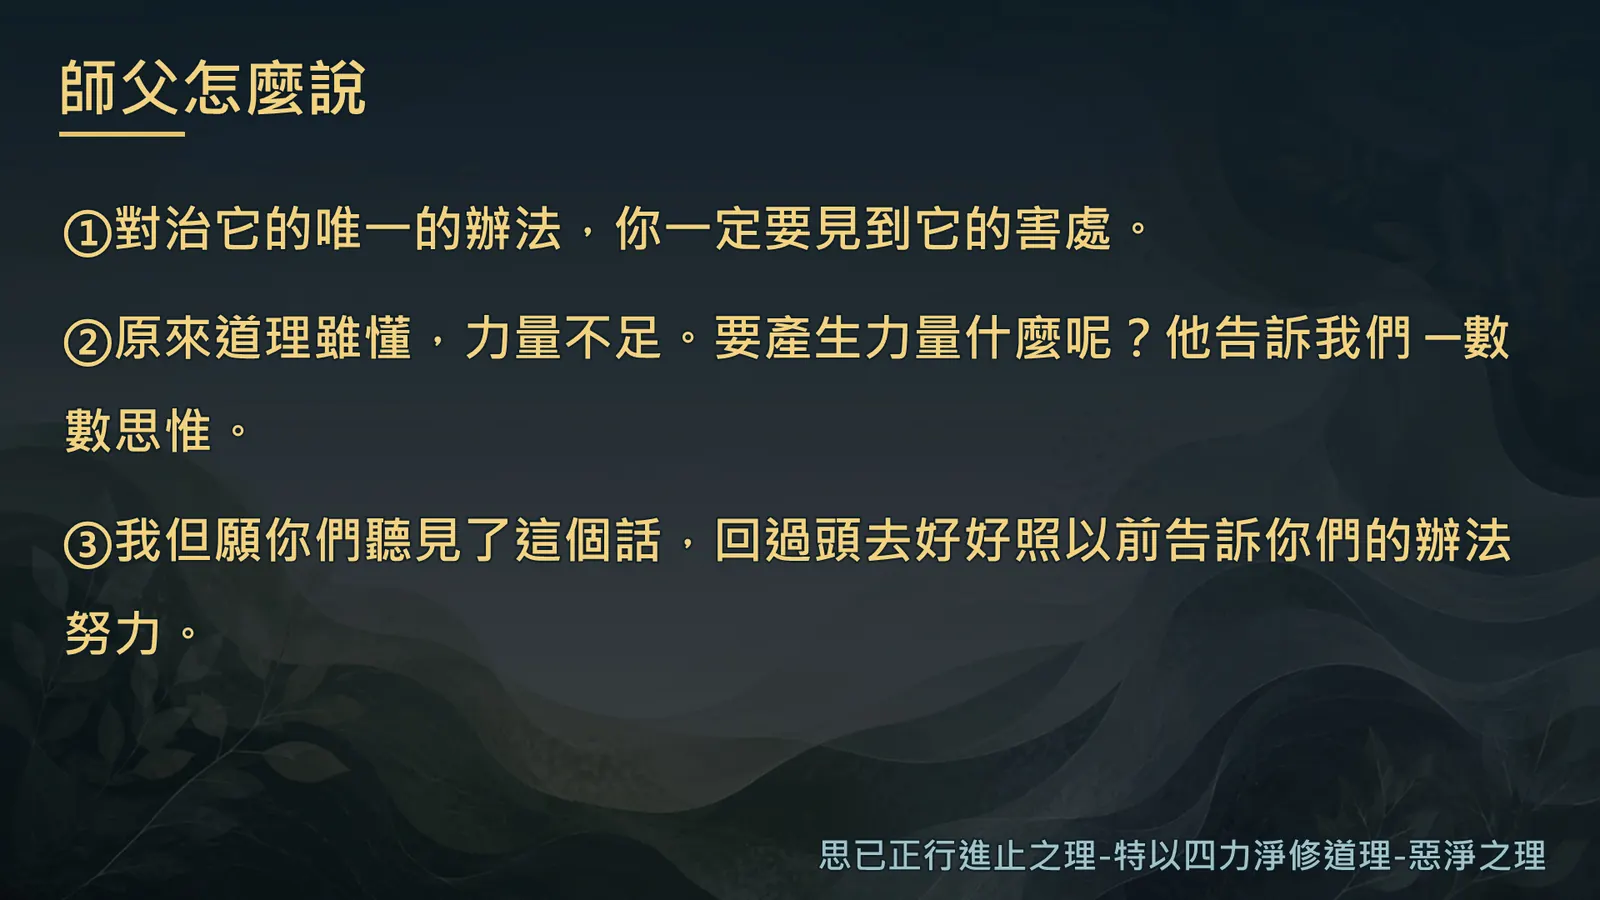 師父怎麼說
①對治它的唯一的辦法，你一定要見到它的害處。
②原來道理雖懂，力量不足。要產生力量什麼呢？他告訴我們 —數
數思惟。
③我但願你們聽見了這個話，回過頭去好好照以前告訴你們的辦法
努力。
思已正行進止之理-特以四力淨修道理-惡淨之理